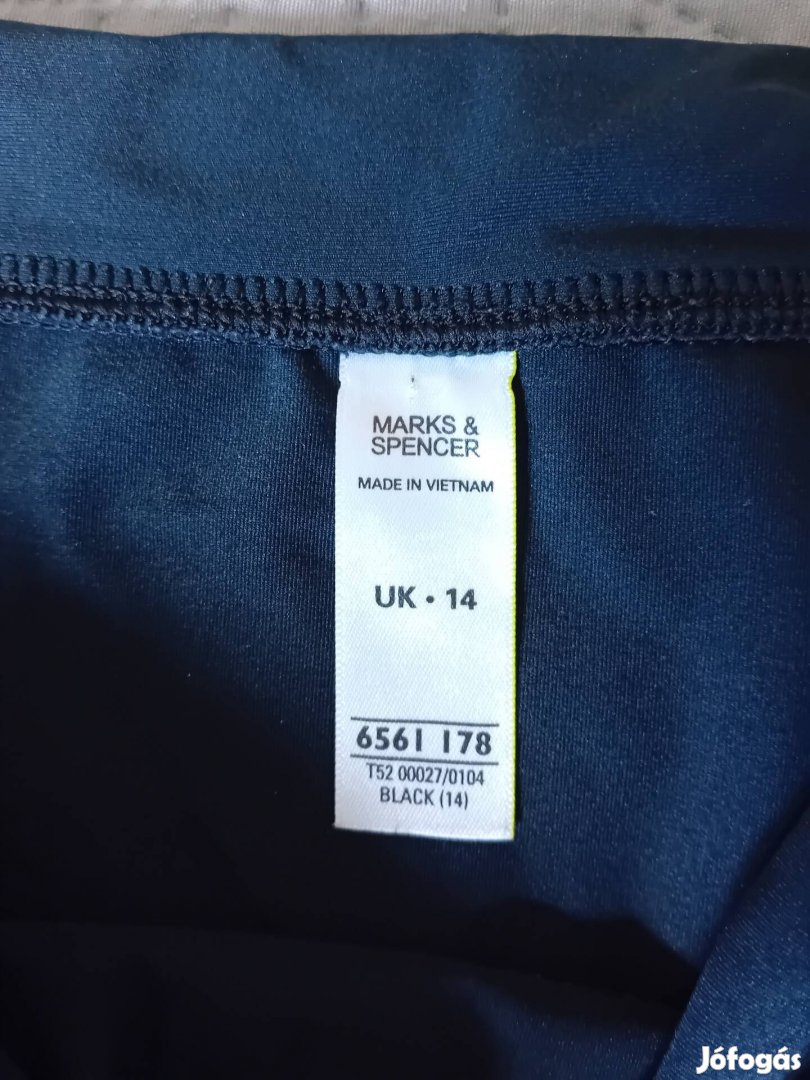 MARKS &
SPENCER
MADE IN VIETNAM
UK • 14
6561 178
T52 00027/0104
BLACK (14)
Jófogás